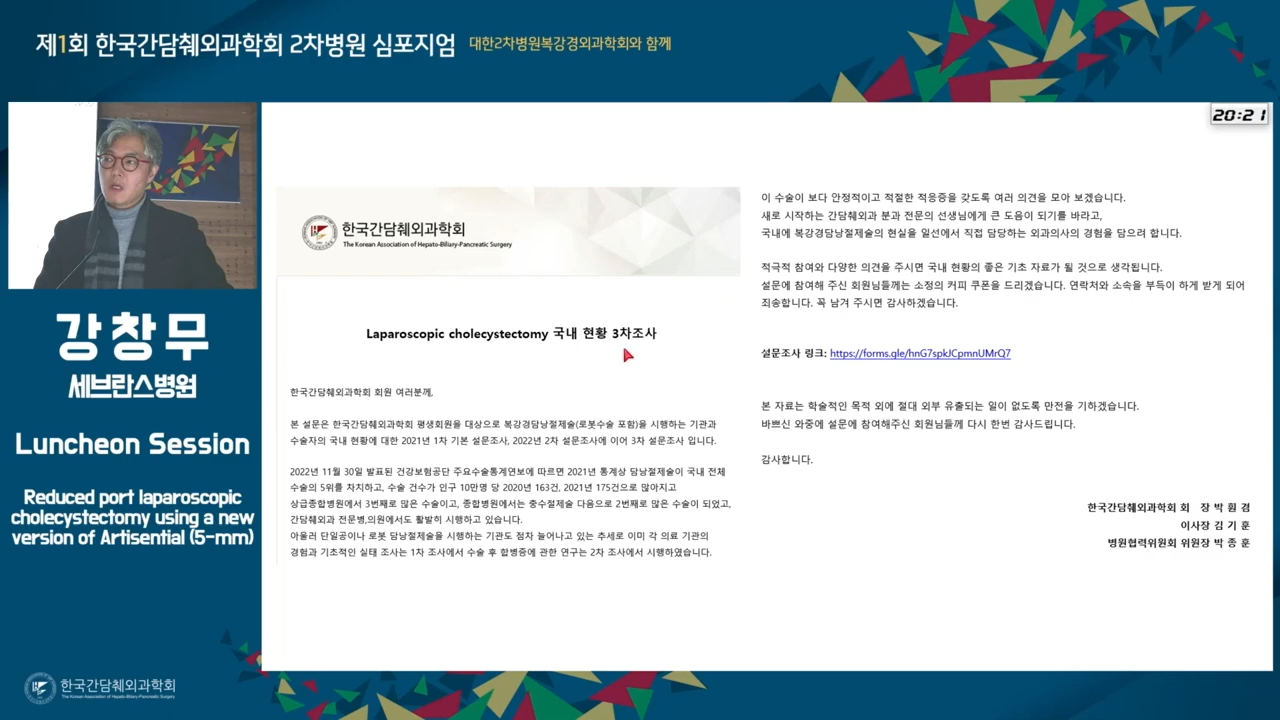 제1회 한국간담췌외과학회 2차병원 심포지엄 대한2차병원복강경외과학회와 함께
20:21
강창무
세브란스병원
Luncheon Session
Reduced port laparoscopic
cholecystectomy using a new
version of Artisential (5-mm)
한국간담췌외과학회
The Korean Association of Hepato-Biliary-Pancreatic Surgery
한국간담췌외과학회
The Korean Association of Hepato-Biliary-Pancreatic Surgery
Laparoscopic cholecystectomy 국내 현황 3차조사
한국간담췌외과학회 회원 여러분께,
본 설문은 한국간담췌외과학회 평생회원을 대상으로 복강경담낭절제술(로봇수술 포함)을 시행하는 기관과
수술자의 국내 현황에 대한 2021년 1차 기본 설문조사, 2022년 2차 설문조사에 이어 3차 설문조사 입니다.
2022년 11월 30일 발표된 건강보험공단 주요수술통계연보에 따르면 2021년 통계상 담낭절제술이 국내 전체
수술의 5위를 차치하고, 수술 건수가 인구 10만명 당 2020년 163건, 2021년 175건으로 많아지고
상급종합병원에서 3번째로 많은 수술이고, 종합병원에서는 충수절제술 다음으로 2번째로 많은 수술이 되었고,
간담췌외과 전문병,의원에서도 활발히 시행하고 있습니다.
아울러 단일공이나 로봇 담낭절제술을 시행하는 기관도 점차 늘어나고 있는 추세로 이미 각 의료 기관의
경험과 기초적인 실태 조사는 1차 조사에서 수술 후 합병증에 관한 연구는 2차 조사에서 시행하였습니다.
이 수술이 보다 안정적이고 적절한 적응증을 갖도록 여러 의견을 모아 보겠습니다.
새로 시작하는 간담췌외과 분과 전문의 선생님에게 큰 도움이 되기를 바라고,
국내에 복강경담낭절제술의 현실을 일선에서 직접 담당하는 외과의사의 경험을 담으려 합니다.
적극적 참여와 다양한 의견을 주시면 국내 현황의 좋은 기초 자료가 될 것으로 생각됩니다.
설문에 참여해 주신 회원님들께는 소정의 커피 쿠폰을 드리겠습니다. 연락처와 소속을 부득이 하게 받게 되어
죄송합니다. 꼭 남겨 주시면 감사하겠습니다.
설문조사 링크: https://forms.gle/hnG7spkJCpmnUMrQ7
본 자료는 학술적인 목적 외에 절대 외부 유출되는 일이 없도록 만전을 기하겠습니다.
바쁘신 와중에 설문에 참여해주신 회원님들께 다시 한번 감사드립니다.
감사합니다.
한국간담췌외과학회 회 장 박 훤 겸
이사장 김 기 훈
병원협력위원회 위원장 박 종 훈